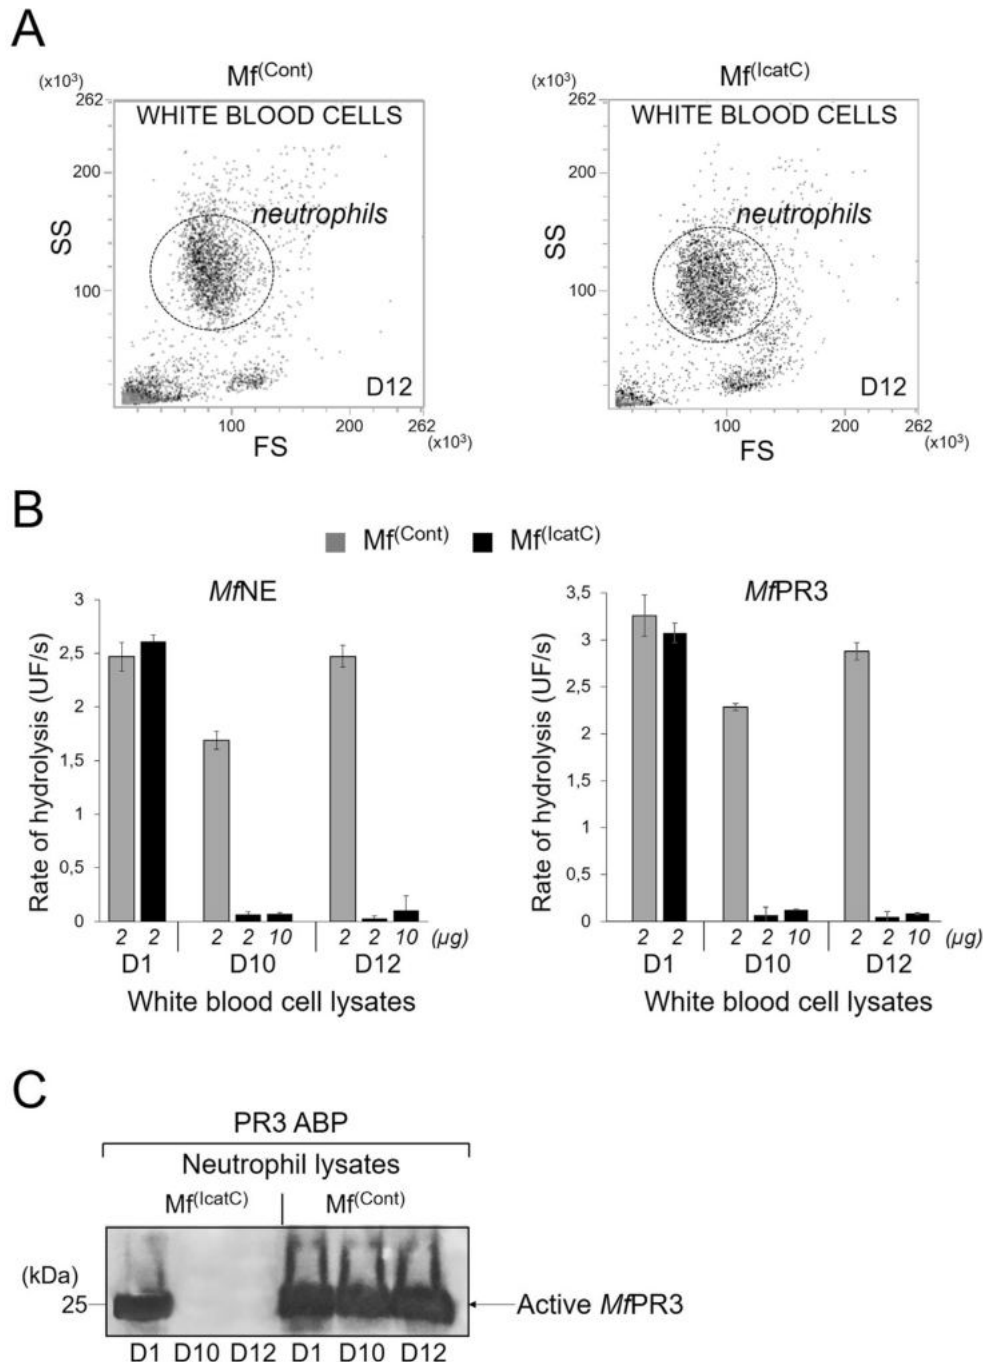 A
Mf(Cont)
(x10³)
262
WHITE BLOOD CELLS
200
neutrophils
SS
100
D12
100
200
262
(x10³)
FS
Mf(IcatC)
(x10³)
262
WHITE BLOOD CELLS
200
neutrophils
SS
100
D12
100
200
262
(x10³)
FS
B
Mf(Cont) Mf(IcatC)
MfNE
Rate of hydrolysis (UF/s)
3
2,5
2
1,5
1
0,5
0
2 2 2 2 10 2 2 10 (µg)
D1 D10 D12
White blood cell lysates
MfPR3
Rate of hydrolysis (UF/s)
3,5
3
2,5
2
1,5
1
0,5
0
2 2 2 2 10 2 2 10 (µg)
D1 D10 D12
White blood cell lysates
C
PR3 ABP
Neutrophil lysates
Mf(IcatC) Mf(Cont)
(kDa)
25 Active MfPR3
D1 D10 D12 D1 D10 D12